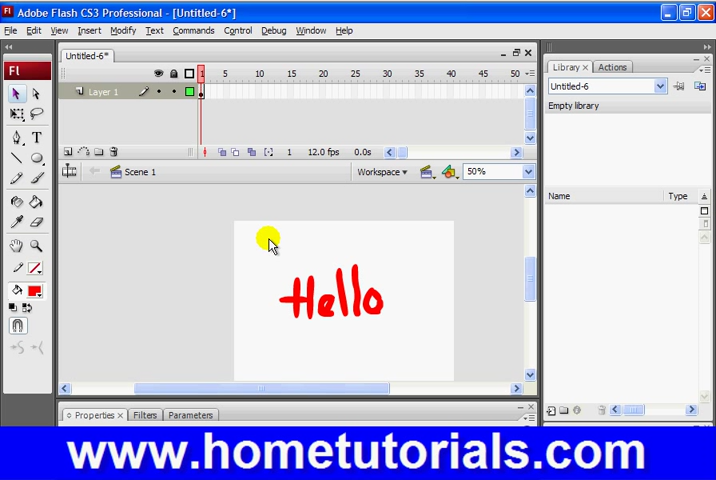 Adobe Flash CS3 Professional - [Untitled-6*]
File Edit View Insert Modify Text Commands Control Debug Window Help
Untitled-6*
1 5 10 15 20 25 30 35 40 45 50
Layer 1
1 12.0 fps 0.0s
Scene 1 Workspace 50%
Fl
Hello
Library Actions
Untitled-6
Empty library
Name Type
Properties Filters Parameters
www.hometutorials.com